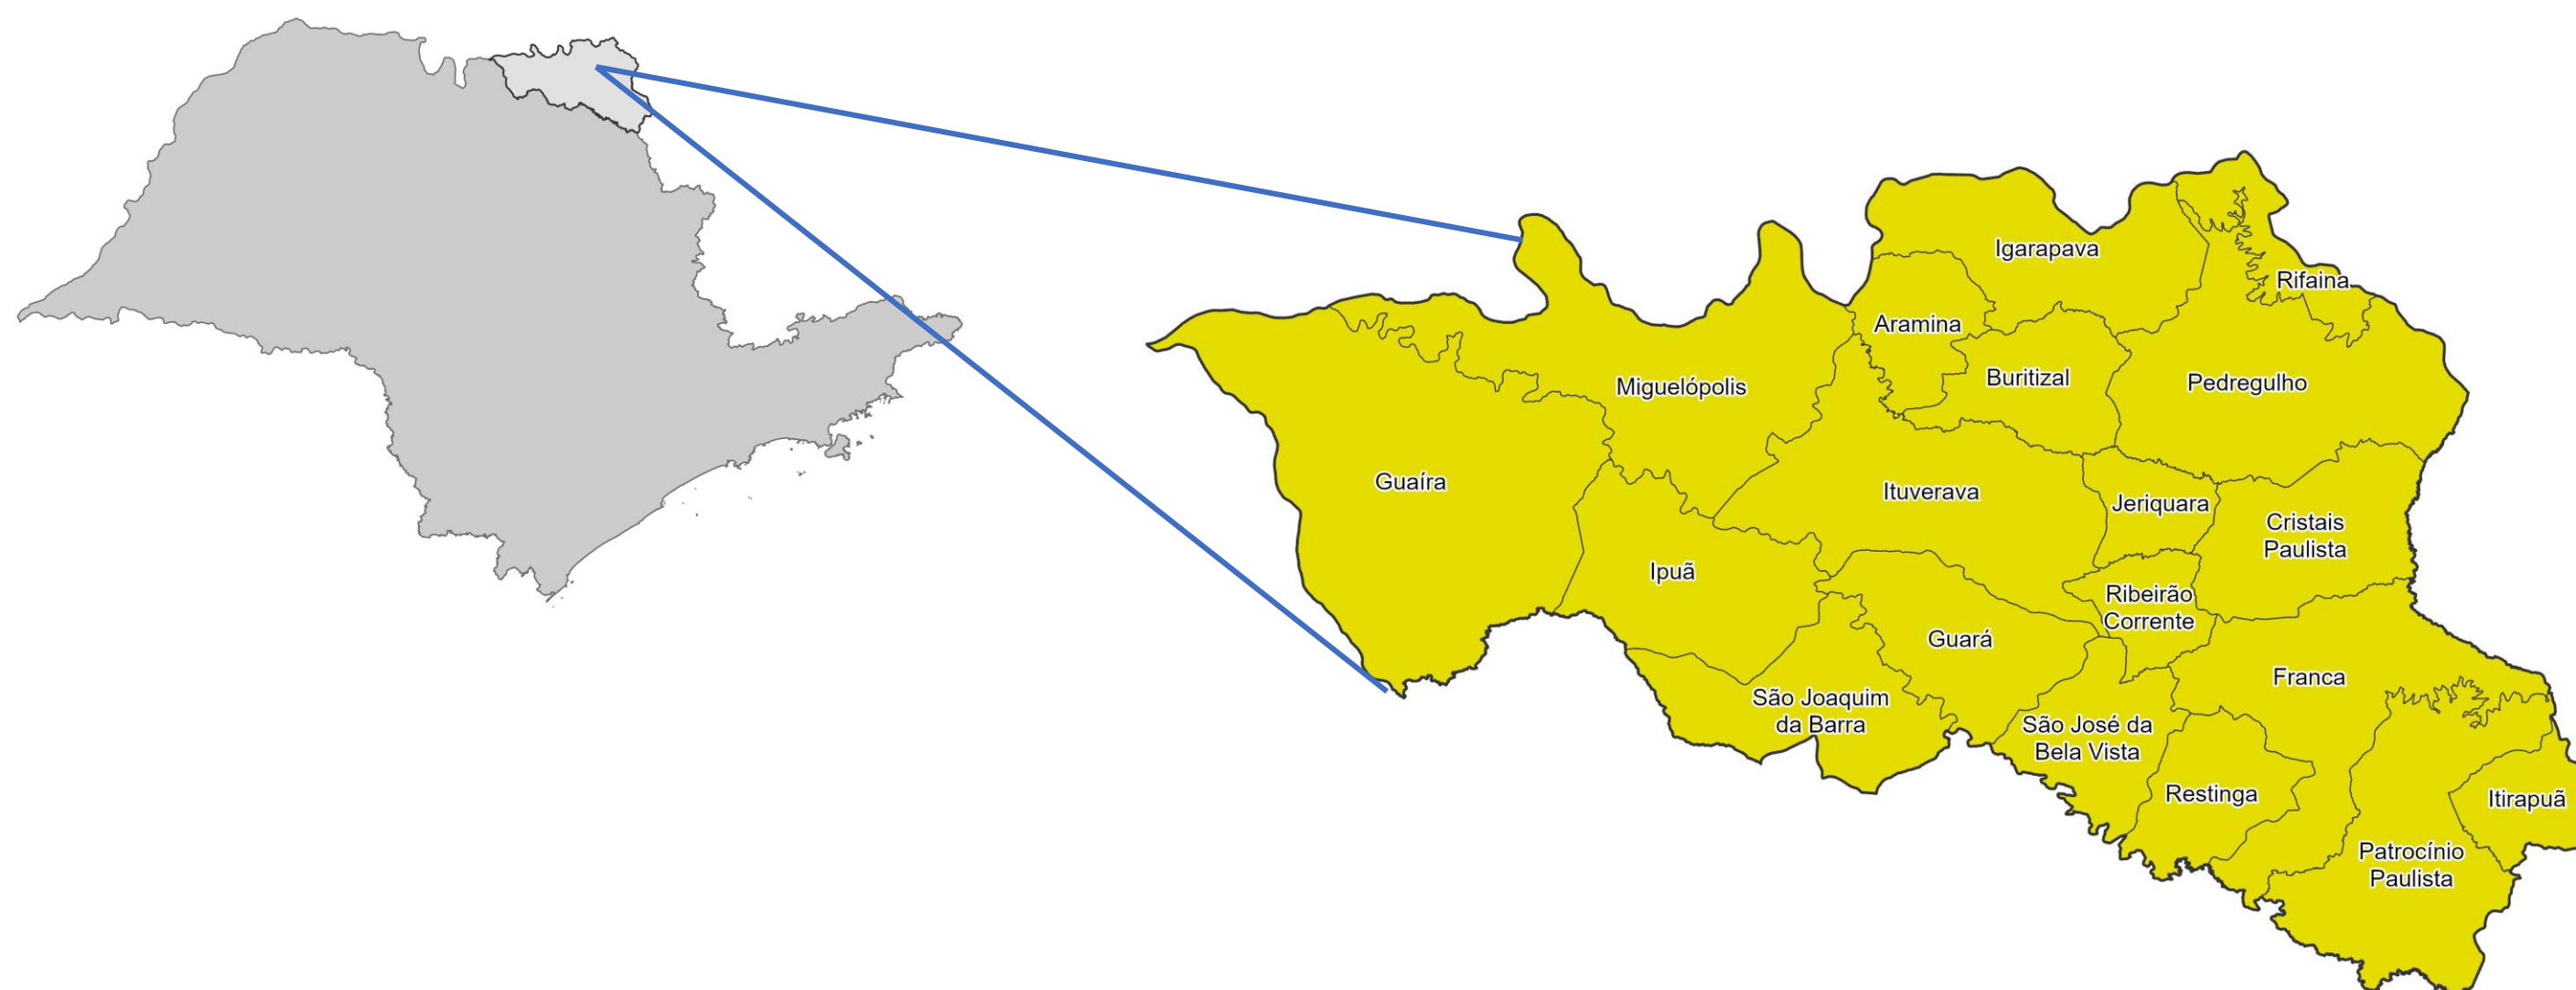 Igarapava
Rifaina
Aramina
Buritizal
Pedregulho
Miguelópolis
Guaíra
Ituverava
Jeriquara
Cristais
Paulista
Ipuã
Ribeirão
Corrente
Guará
Franca
São Joaquim
da Barra
São José da
Bela Vista
Restinga
Itirapuã
Patrocínio
Paulista